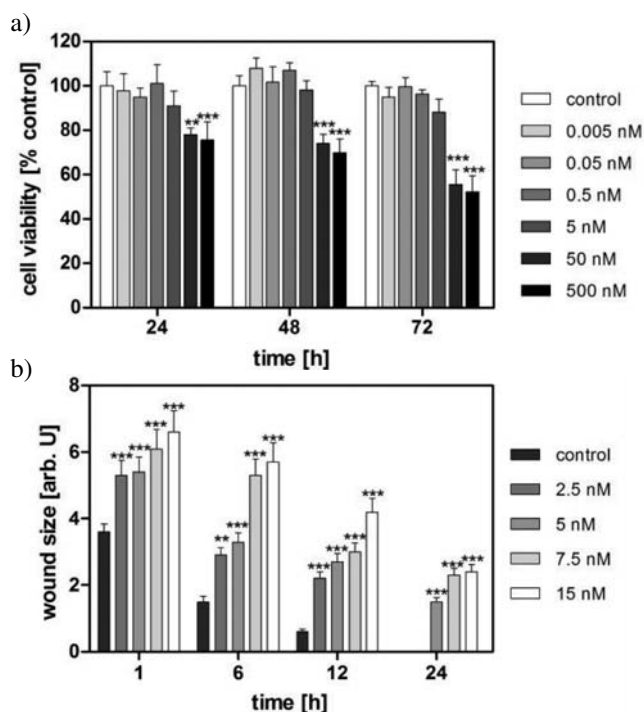 a)
cell viability [% control]
120
100
80
60
40
20
0
** ***
*** ***
*** ***
24 48 72
time [h]
control
0.005 nM
0.05 nM
0.5 nM
5 nM
50 nM
500 nM
b)
wound size [arb. U]
8
6
4
2
0
*** *** *** ***
** *** *** ***
*** *** *** ***
*** *** ***
1 6 12 24
time [h]
control
2.5 nM
5 nM
7.5 nM
15 nM